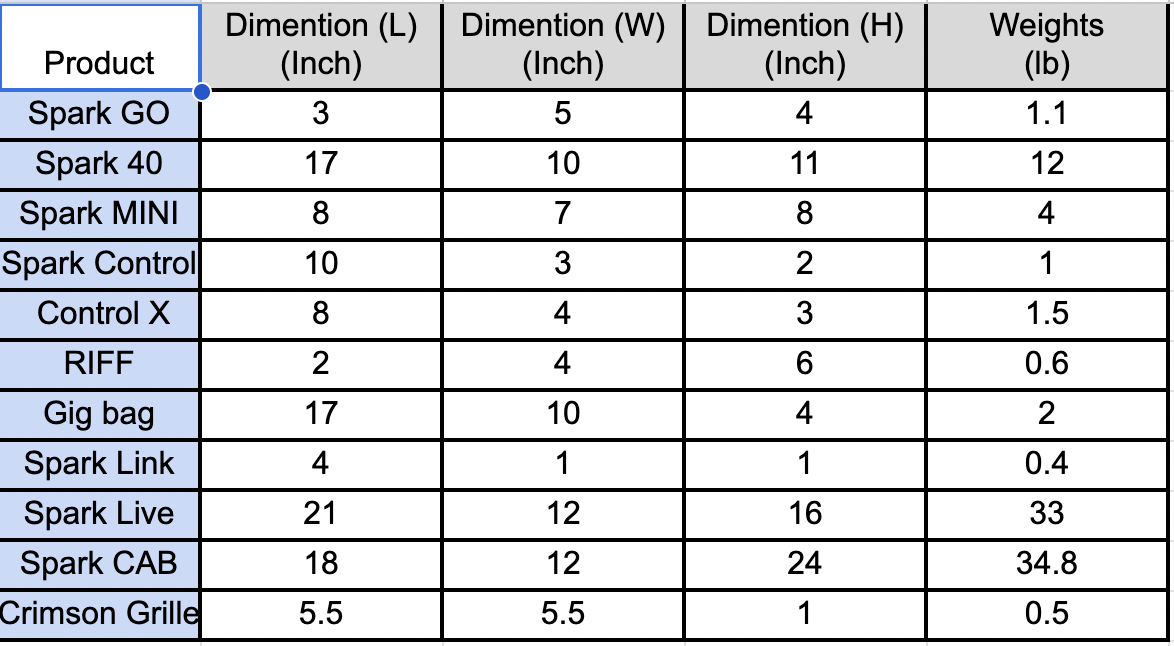 Product Dimention (L) (Inch) Dimention (W) (Inch) Dimention (H) (Inch) Weights (lb)
Spark GO 3 5 4 1.1
Spark 40 17 10 11 12
Spark MINI 8 7 8 4
Spark Control 10 3 2 1
Control X 8 4 3 1.5
RIFF 2 4 6 0.6
Gig bag 17 10 4 2
Spark Link 4 1 1 0.4
Spark Live 21 12 16 33
Spark CAB 18 12 24 34.8
Crimson Grille 5.5 5.5 1 0.5